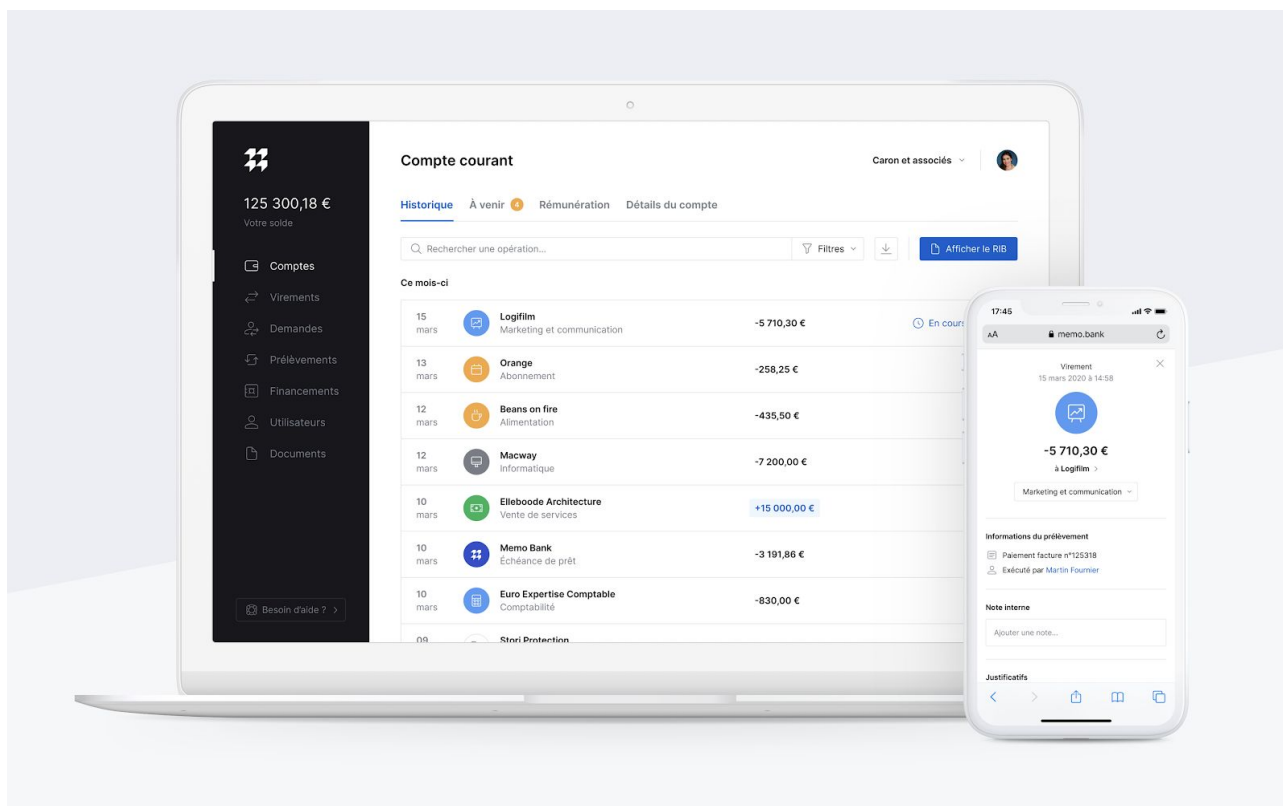 125 300,18 €
Votre solde
Comptes
Virements
Demandes
Prélèvements
Financements
Utilisateurs
Documents
Besoin d'aide ?
Compte courant
Caron et associés
Historique À venir 4 Rémunération Détails du compte
Rechercher une opération...
Filtres
Afficher le RIB
Ce mois-ci
15 mars
Logifilm
Marketing et communication
-5 710,30 €
En cours
13 mars
Orange
Abonnement
-258,25 €
12 mars
Beans on fire
Alimentation
-435,50 €
12 mars
Macway
Informatique
-7 200,00 €
10 mars
Elleboode Architecture
Vente de services
+15 000,00 €
10 mars
Memo Bank
Échéance de prêt
-3 191,86 €
10 mars
Euro Expertise Comptable
Comptabilité
-830,00 €
09
Stori Protection
17:45
AA
memo.bank
Virement
15 mars 2020 à 14:58
-5 710,30 €
à Logifilm
Marketing et communication
Informations du prélèvement
Paiement facture n°125318
Exécuté par Martin Fournier
Note interne
Ajouter une note...
Justificatifs